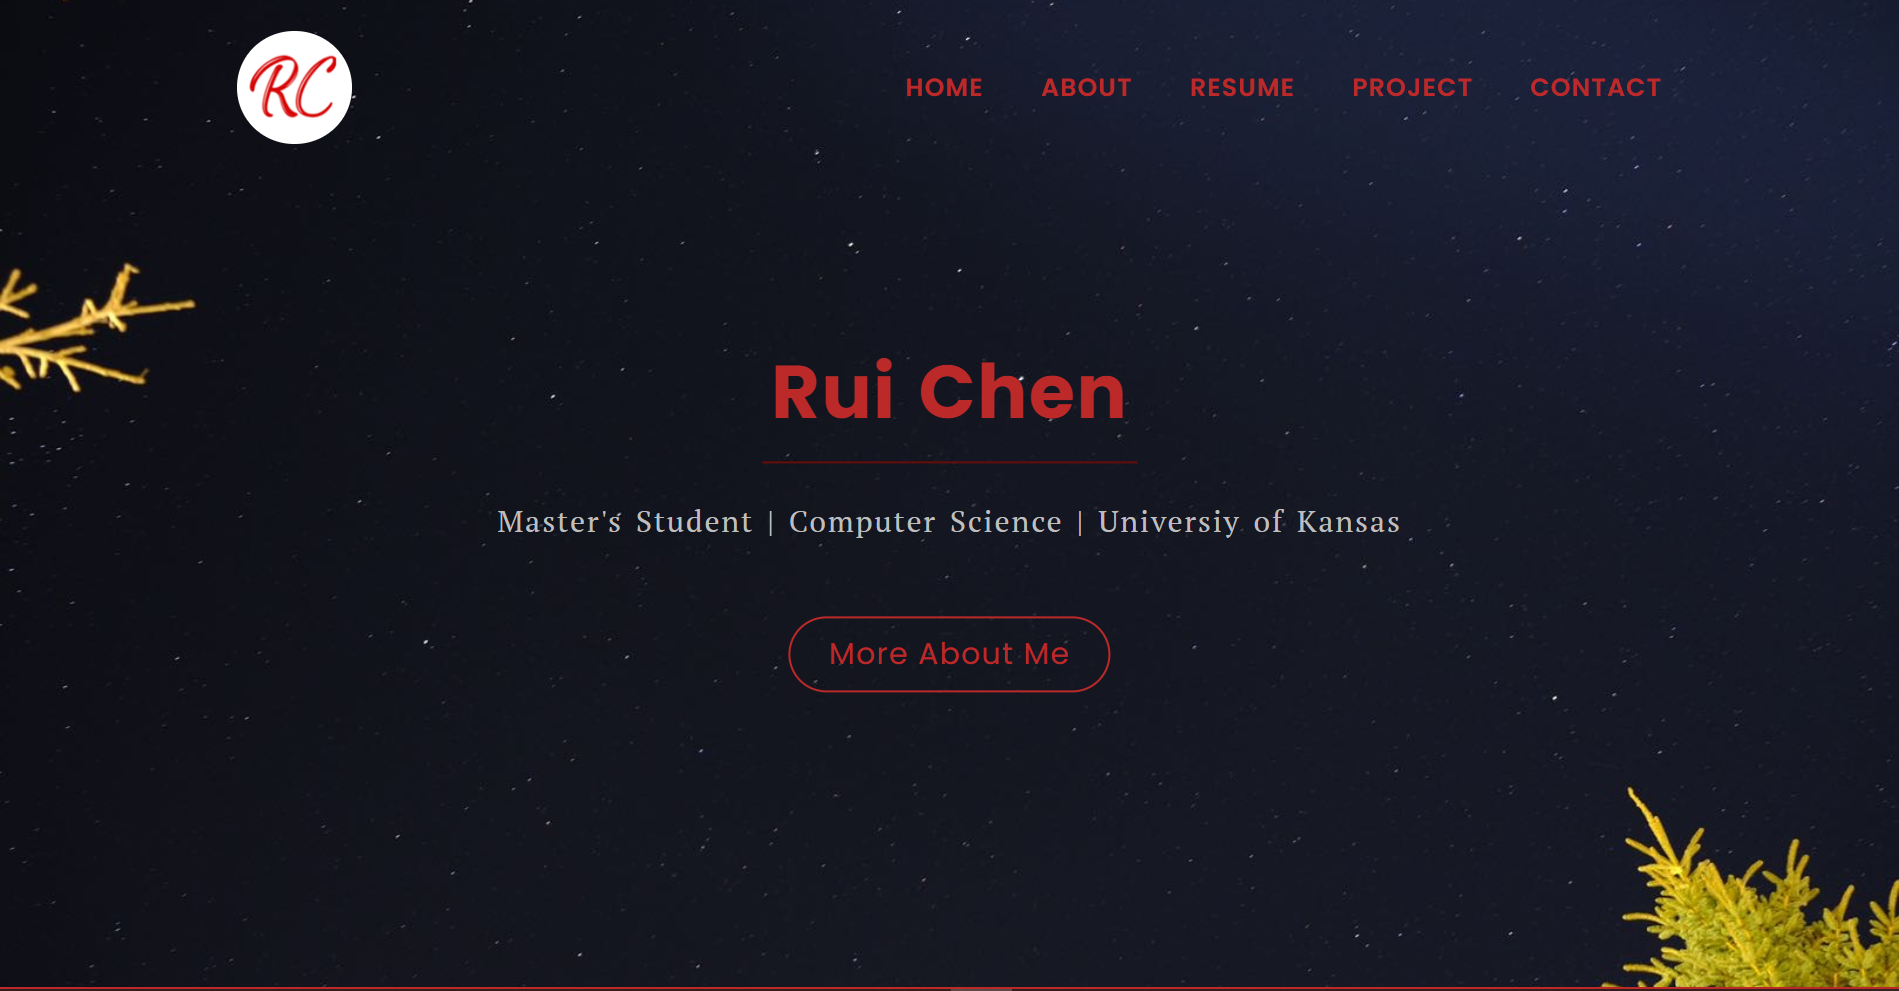 RC
HOME ABOUT RESUME PROJECT CONTACT
Rui Chen
Master's Student | Computer Science | Universiy of Kansas
More About Me